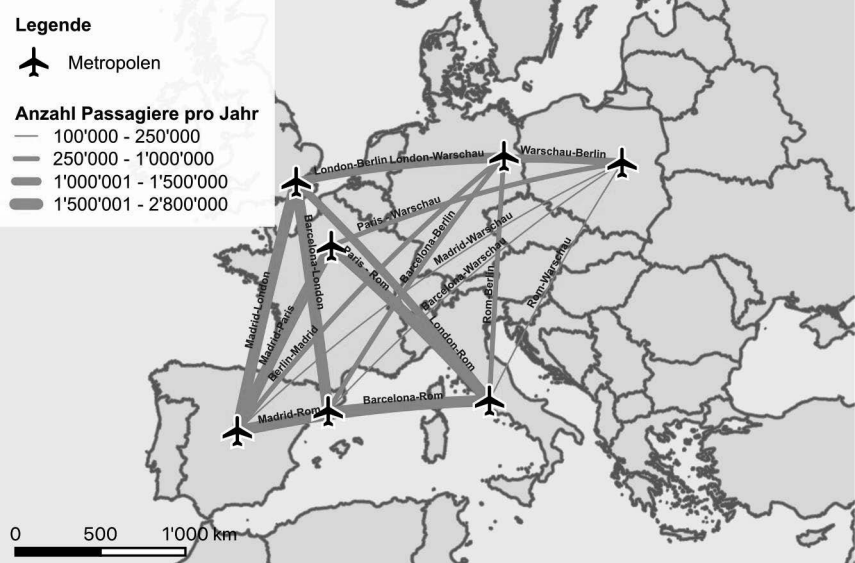 Legende
Metropolen
Anzahl Passagiere pro Jahr
100'000 - 250'000
250'000 - 1'000'000
1'000'001 - 1'500'000
1'500'001 - 2'800'000
London-Berlin
London-Warschau
Warschau-Berlin
Paris - Warschau
Barcelona-Berlin
Madrid-Warschau
Barcelona-London
Paris - Rom
Barcelona-Warschau
Rom-Warschau
Rom-Berlin
Madrid-London
Madrid-Paris
London-Rom
Berlin-Madrid
Barcelona-Rom
Madrid-Rom
0 500 1'000 km